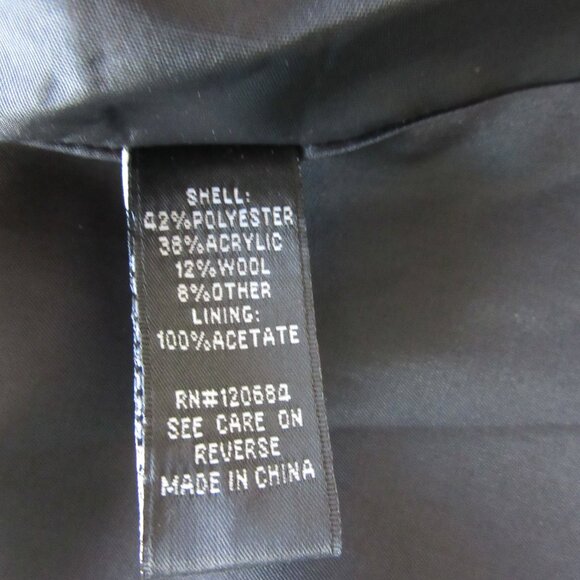 SHELL:
42%POLYESTER
38%ACRYLIC
12%WOOL
8%OTHER
LINING:
100%ACETATE
RN#120684
SEE CARE ON
REVERSE
MADE IN CHINA